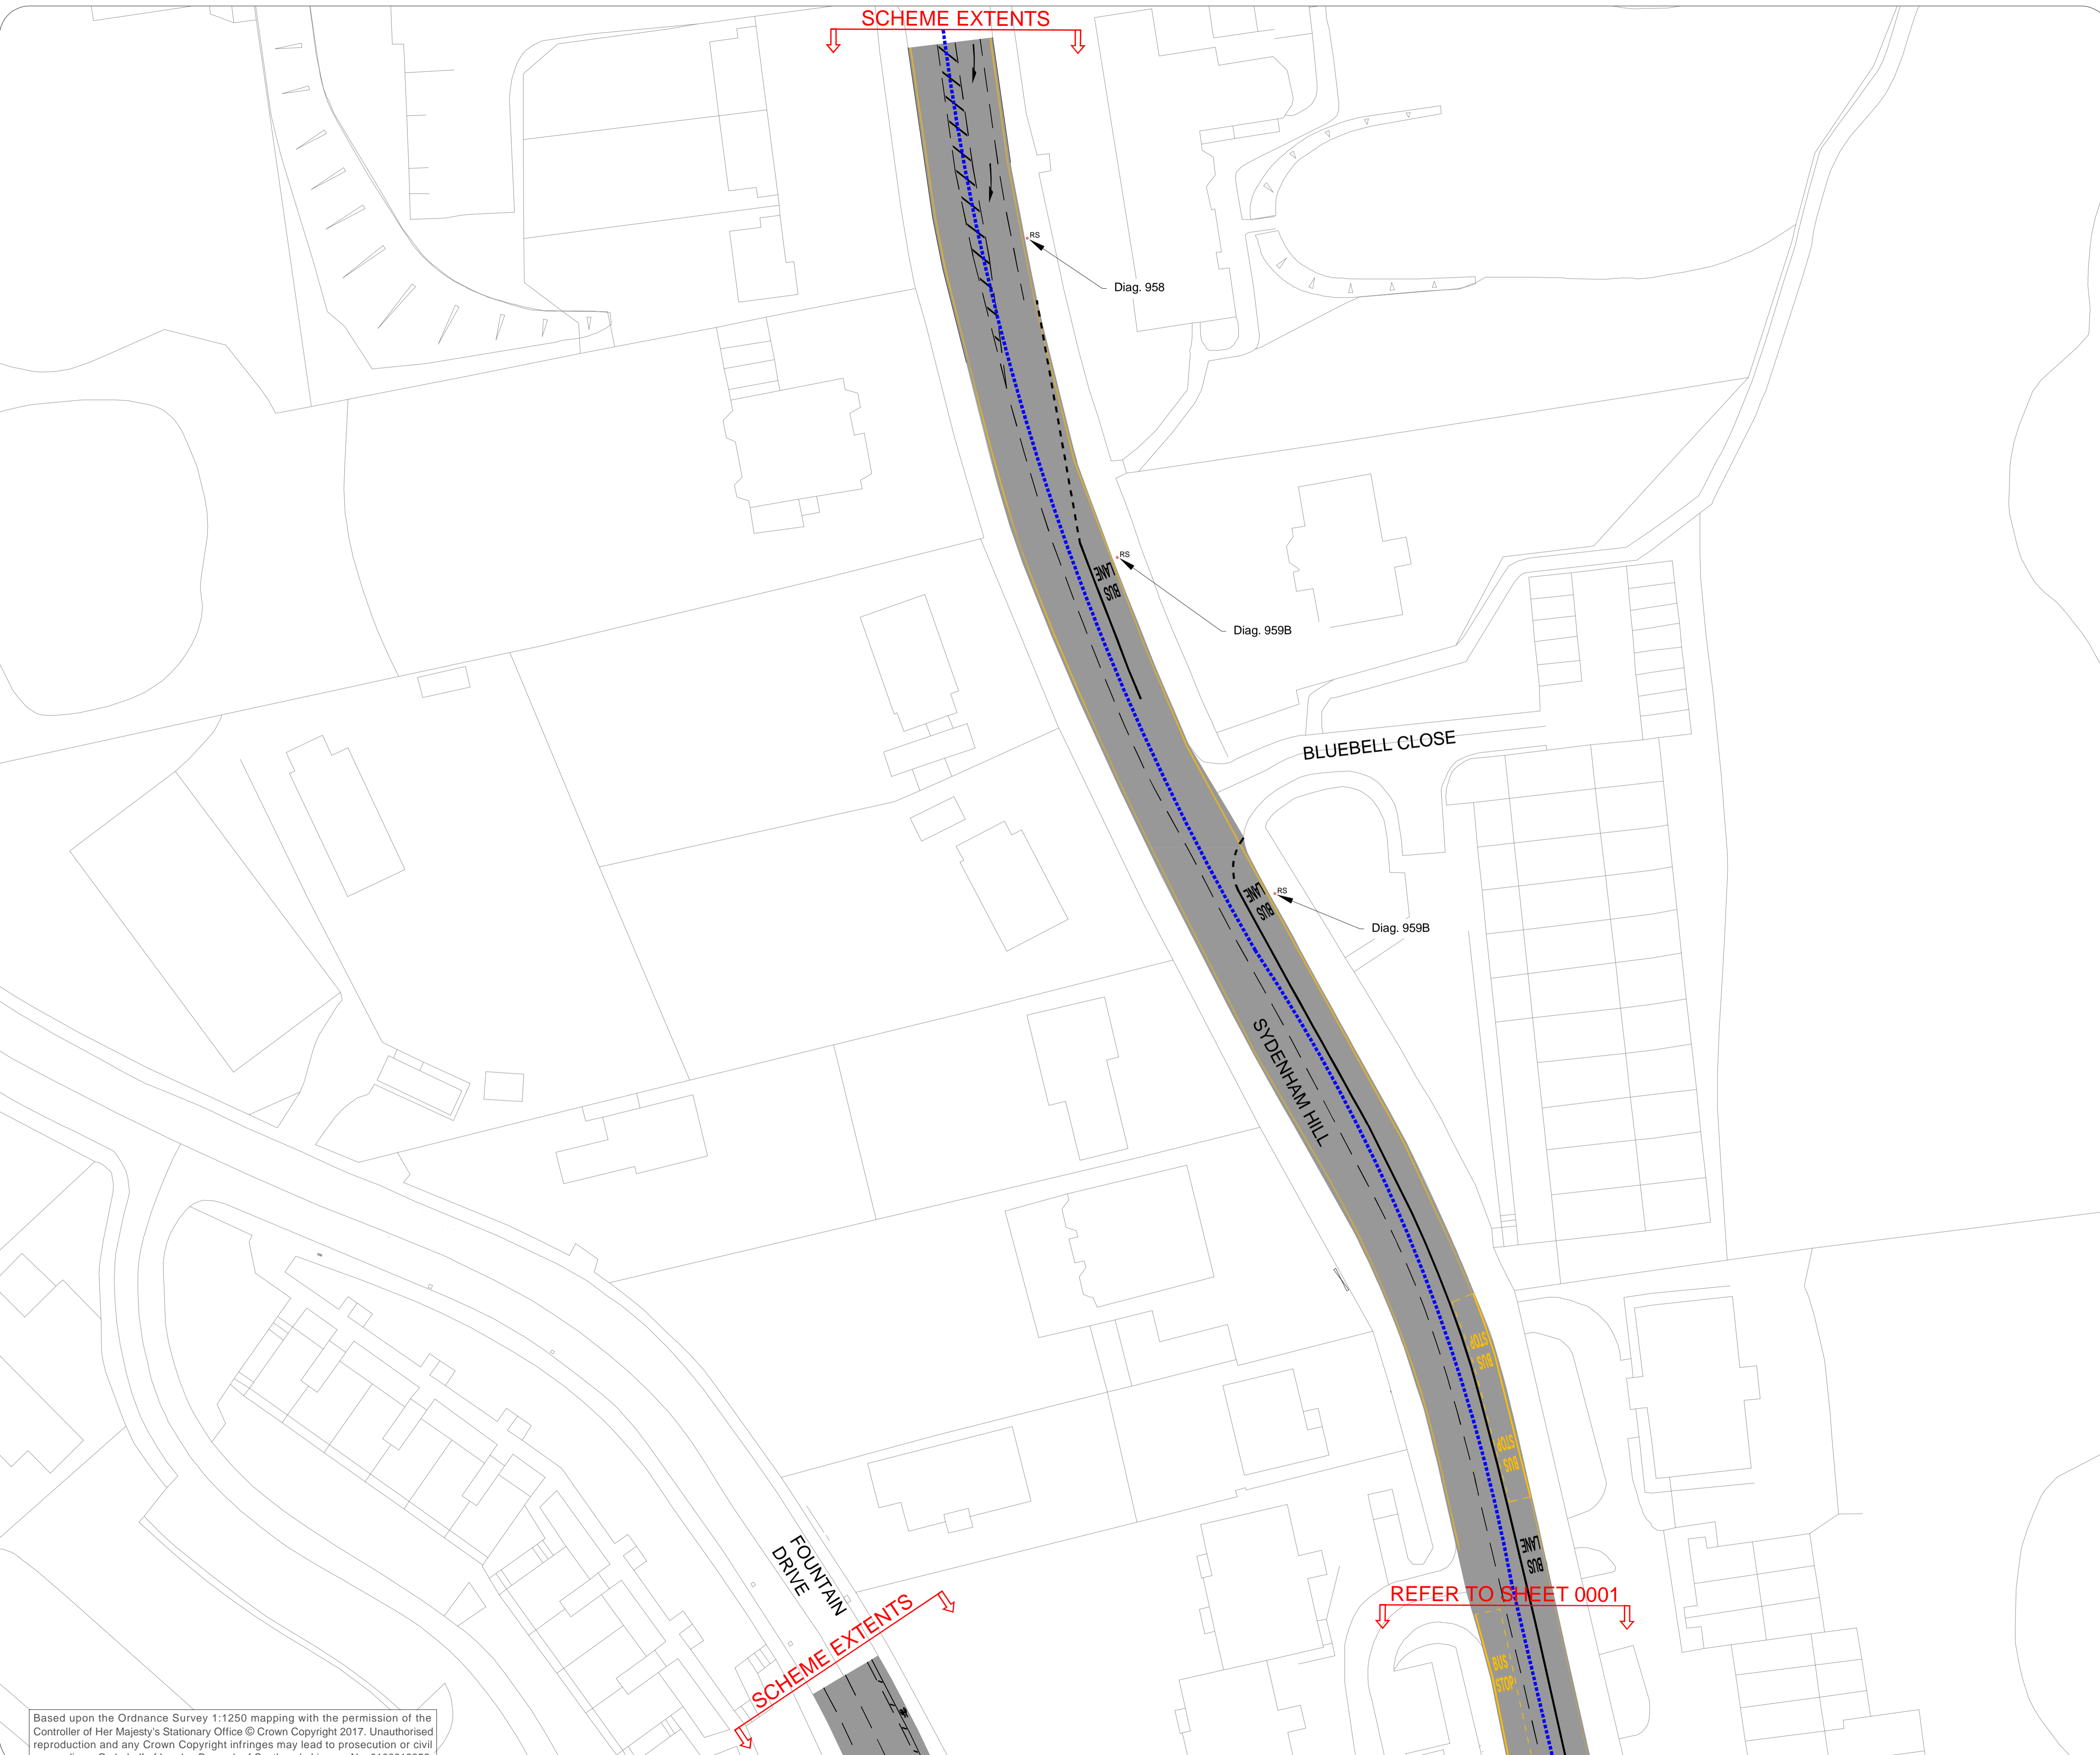 SCHEME EXTENTS
RS
Diag. 958
RS
LANE
BUS
Diag. 959B
BLUEBELL CLOSE
RS
LANE
BUS
Diag. 959B
SYDENHAM HILL
STOP
BUS
STOP
BUS
LANE
BUS
FOUNTAIN
DRIVE
REFER TO SHEET 0001
SCHEME EXTENTS
BUS
STOP
Based upon the Ordnance Survey 1:1250 mapping with the permission of the
Controller of Her Majesty's Stationary Office © Crown Copyright 2017. Unauthorised
reproduction and any Crown Copyright infringes may lead to prosecution or civil